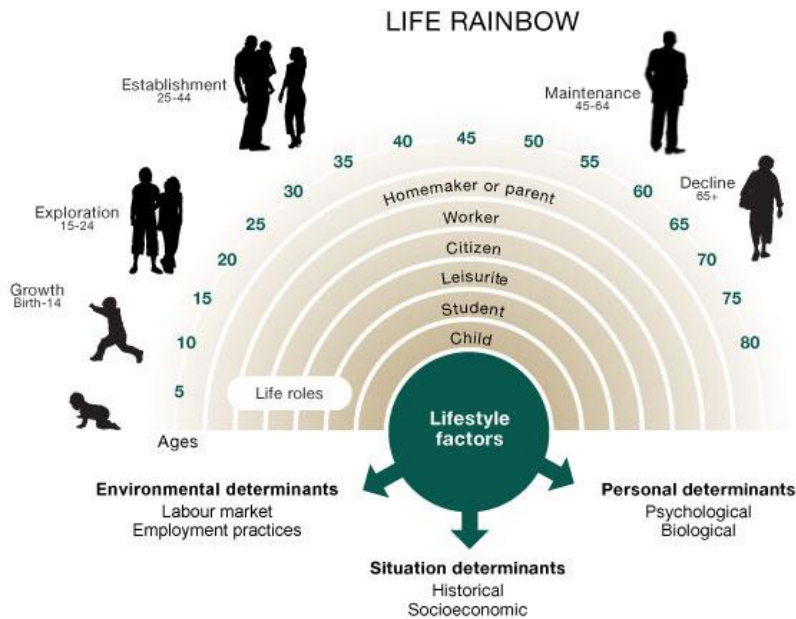 LIFE RAINBOW
Establishment
25-44
Maintenance
45-64
Exploration
15-24
Decline
65+
Growth
Birth-14
5
10
15
20
25
30
35
40
45
50
55
60
65
70
75
80
Ages
Homemaker or parent
Worker
Citizen
Leisurite
Student
Child
Life roles
Lifestyle
factors
Environmental determinants
Labour market
Employment practices
Personal determinants
Psychological
Biological
Situation determinants
Historical
Socioeconomic